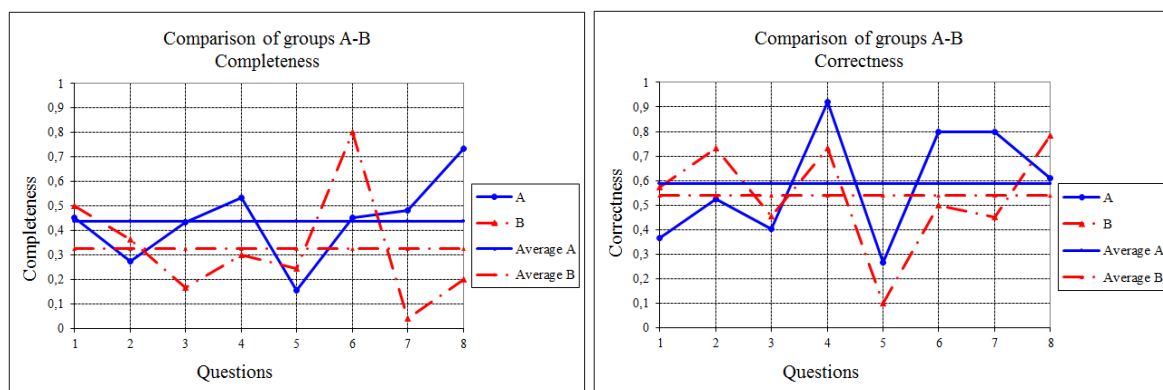 Comparison of groups A-B
Completeness
1
0,9
0,8
0,7
0,6
0,5
0,4
0,3
0,2
0,1
0
Completeness
1 2 3 4 5 6 7 8
Questions
A
B
Average A
Average B
Comparison of groups A-B
Correctness
1
0,9
0,8
0,7
0,6
0,5
0,4
0,3
0,2
0,1
0
Correctness
1 2 3 4 5 6 7 8
Questions
A
B
Average A
Average B